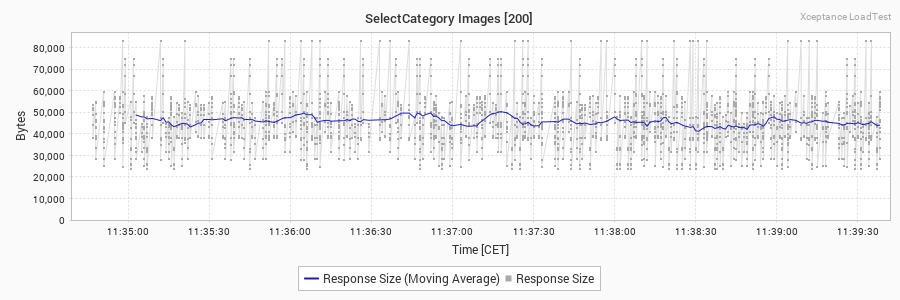 SelectCategory Images [200]
Xceptance LoadTest
80,000
70,000
60,000
50,000
40,000
30,000
20,000
10,000
0
Bytes
11:35:00 11:35:30 11:36:00 11:36:30 11:37:00 11:37:30 11:38:00 11:38:30 11:39:00 11:39:30
Time [CET]
Response Size (Moving Average) Response Size